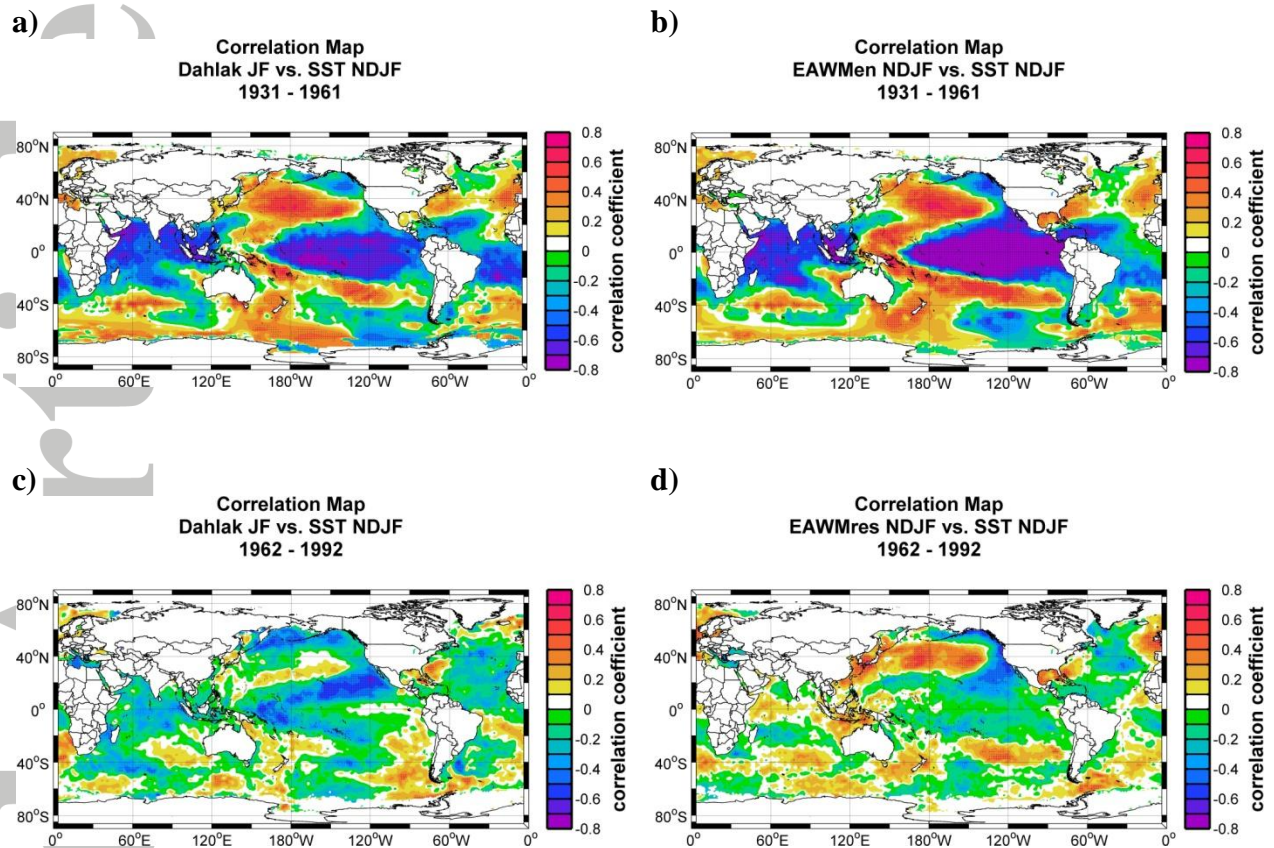 a)
Correlation Map
Dahlak JF vs. SST NDJF
1931 - 1961
80°N
40°N
0°
40°S
80°S
0° 60°E 120°E 180°W 120°W 60°W 0°
0.8
0.6
0.4
0.2
0
-0.2
-0.4
-0.6
-0.8
correlation coefficient
b)
Correlation Map
EAWMen NDJF vs. SST NDJF
1931 - 1961
80°N
40°N
0°
40°S
80°S
0° 60°E 120°E 180°W 120°W 60°W 0°
0.8
0.6
0.4
0.2
0
-0.2
-0.4
-0.6
-0.8
correlation coefficient
c)
Correlation Map
Dahlak JF vs. SST NDJF
1962 - 1992
80°N
40°N
0°
40°S
80°S
0° 60°E 120°E 180°W 120°W 60°W 0°
0.8
0.6
0.4
0.2
0
-0.2
-0.4
-0.6
-0.8
correlation coefficient
d)
Correlation Map
EAWMres NDJF vs. SST NDJF
1962 - 1992
80°N
40°N
0°
40°S
80°S
0° 60°E 120°E 180°W 120°W 60°W 0°
0.8
0.6
0.4
0.2
0
-0.2
-0.4
-0.6
-0.8
correlation coefficient